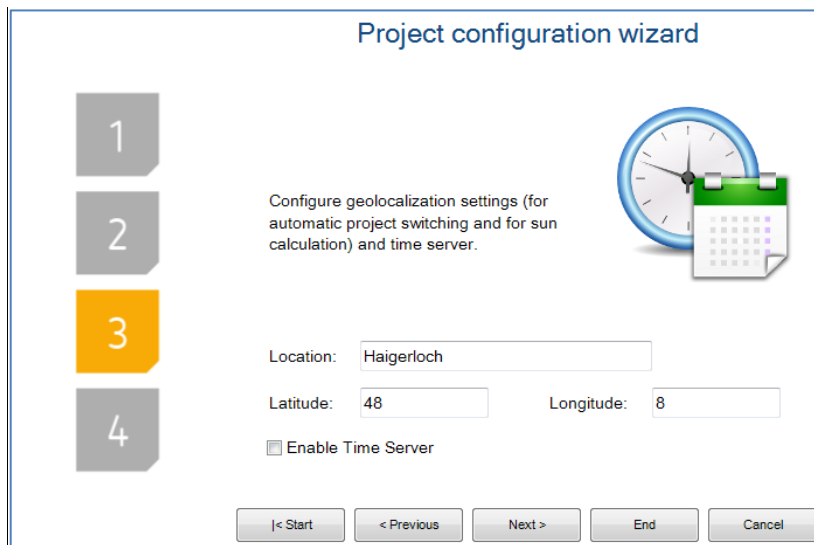 Project configuration wizard
1
2
3
4
Configure geolocalization settings (for
automatic project switching and for sun
calculation) and time server.
Location: Haigerloch
Latitude: 48 Longitude: 8
Enable Time Server
|< Start < Previous Next > End Cancel